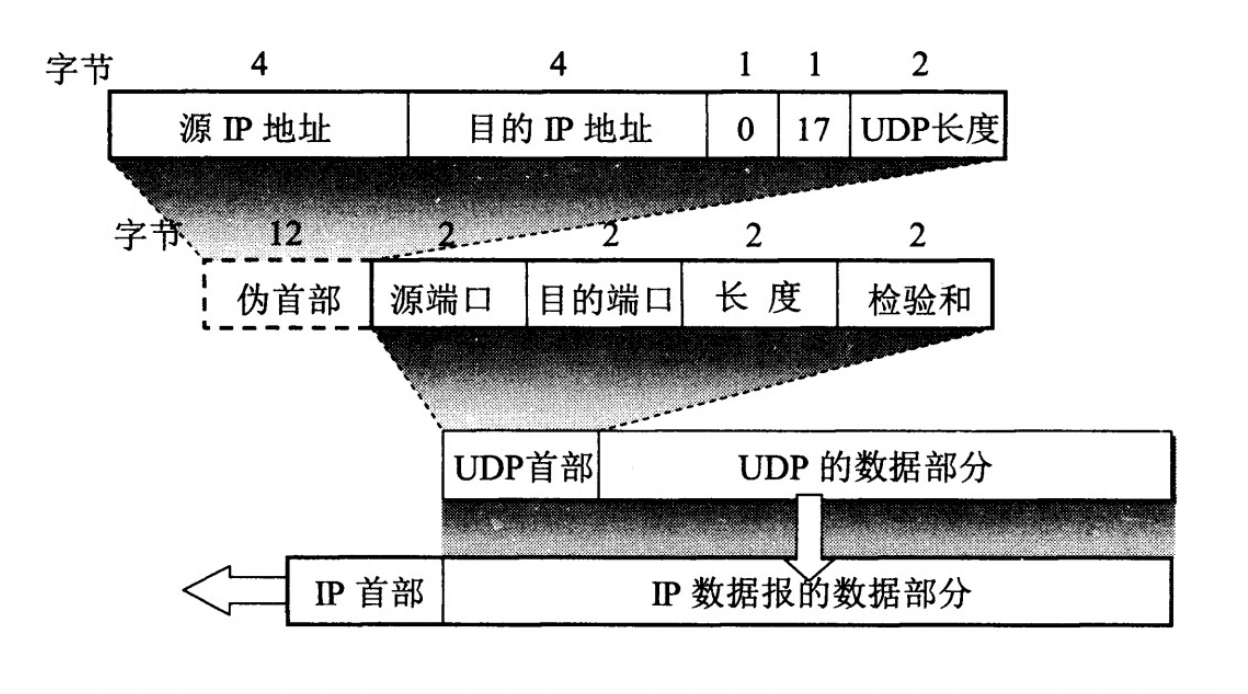 字节 4 4 1 1 2
源 IP 地址 目的 IP 地址 0 17 UDP长度
字节 12 2 2 2 2
伪首部 源端口 目的端口 长 度 检验和
UDP首部 UDP 的数据部分
IP 首部 IP 数据报的数据部分